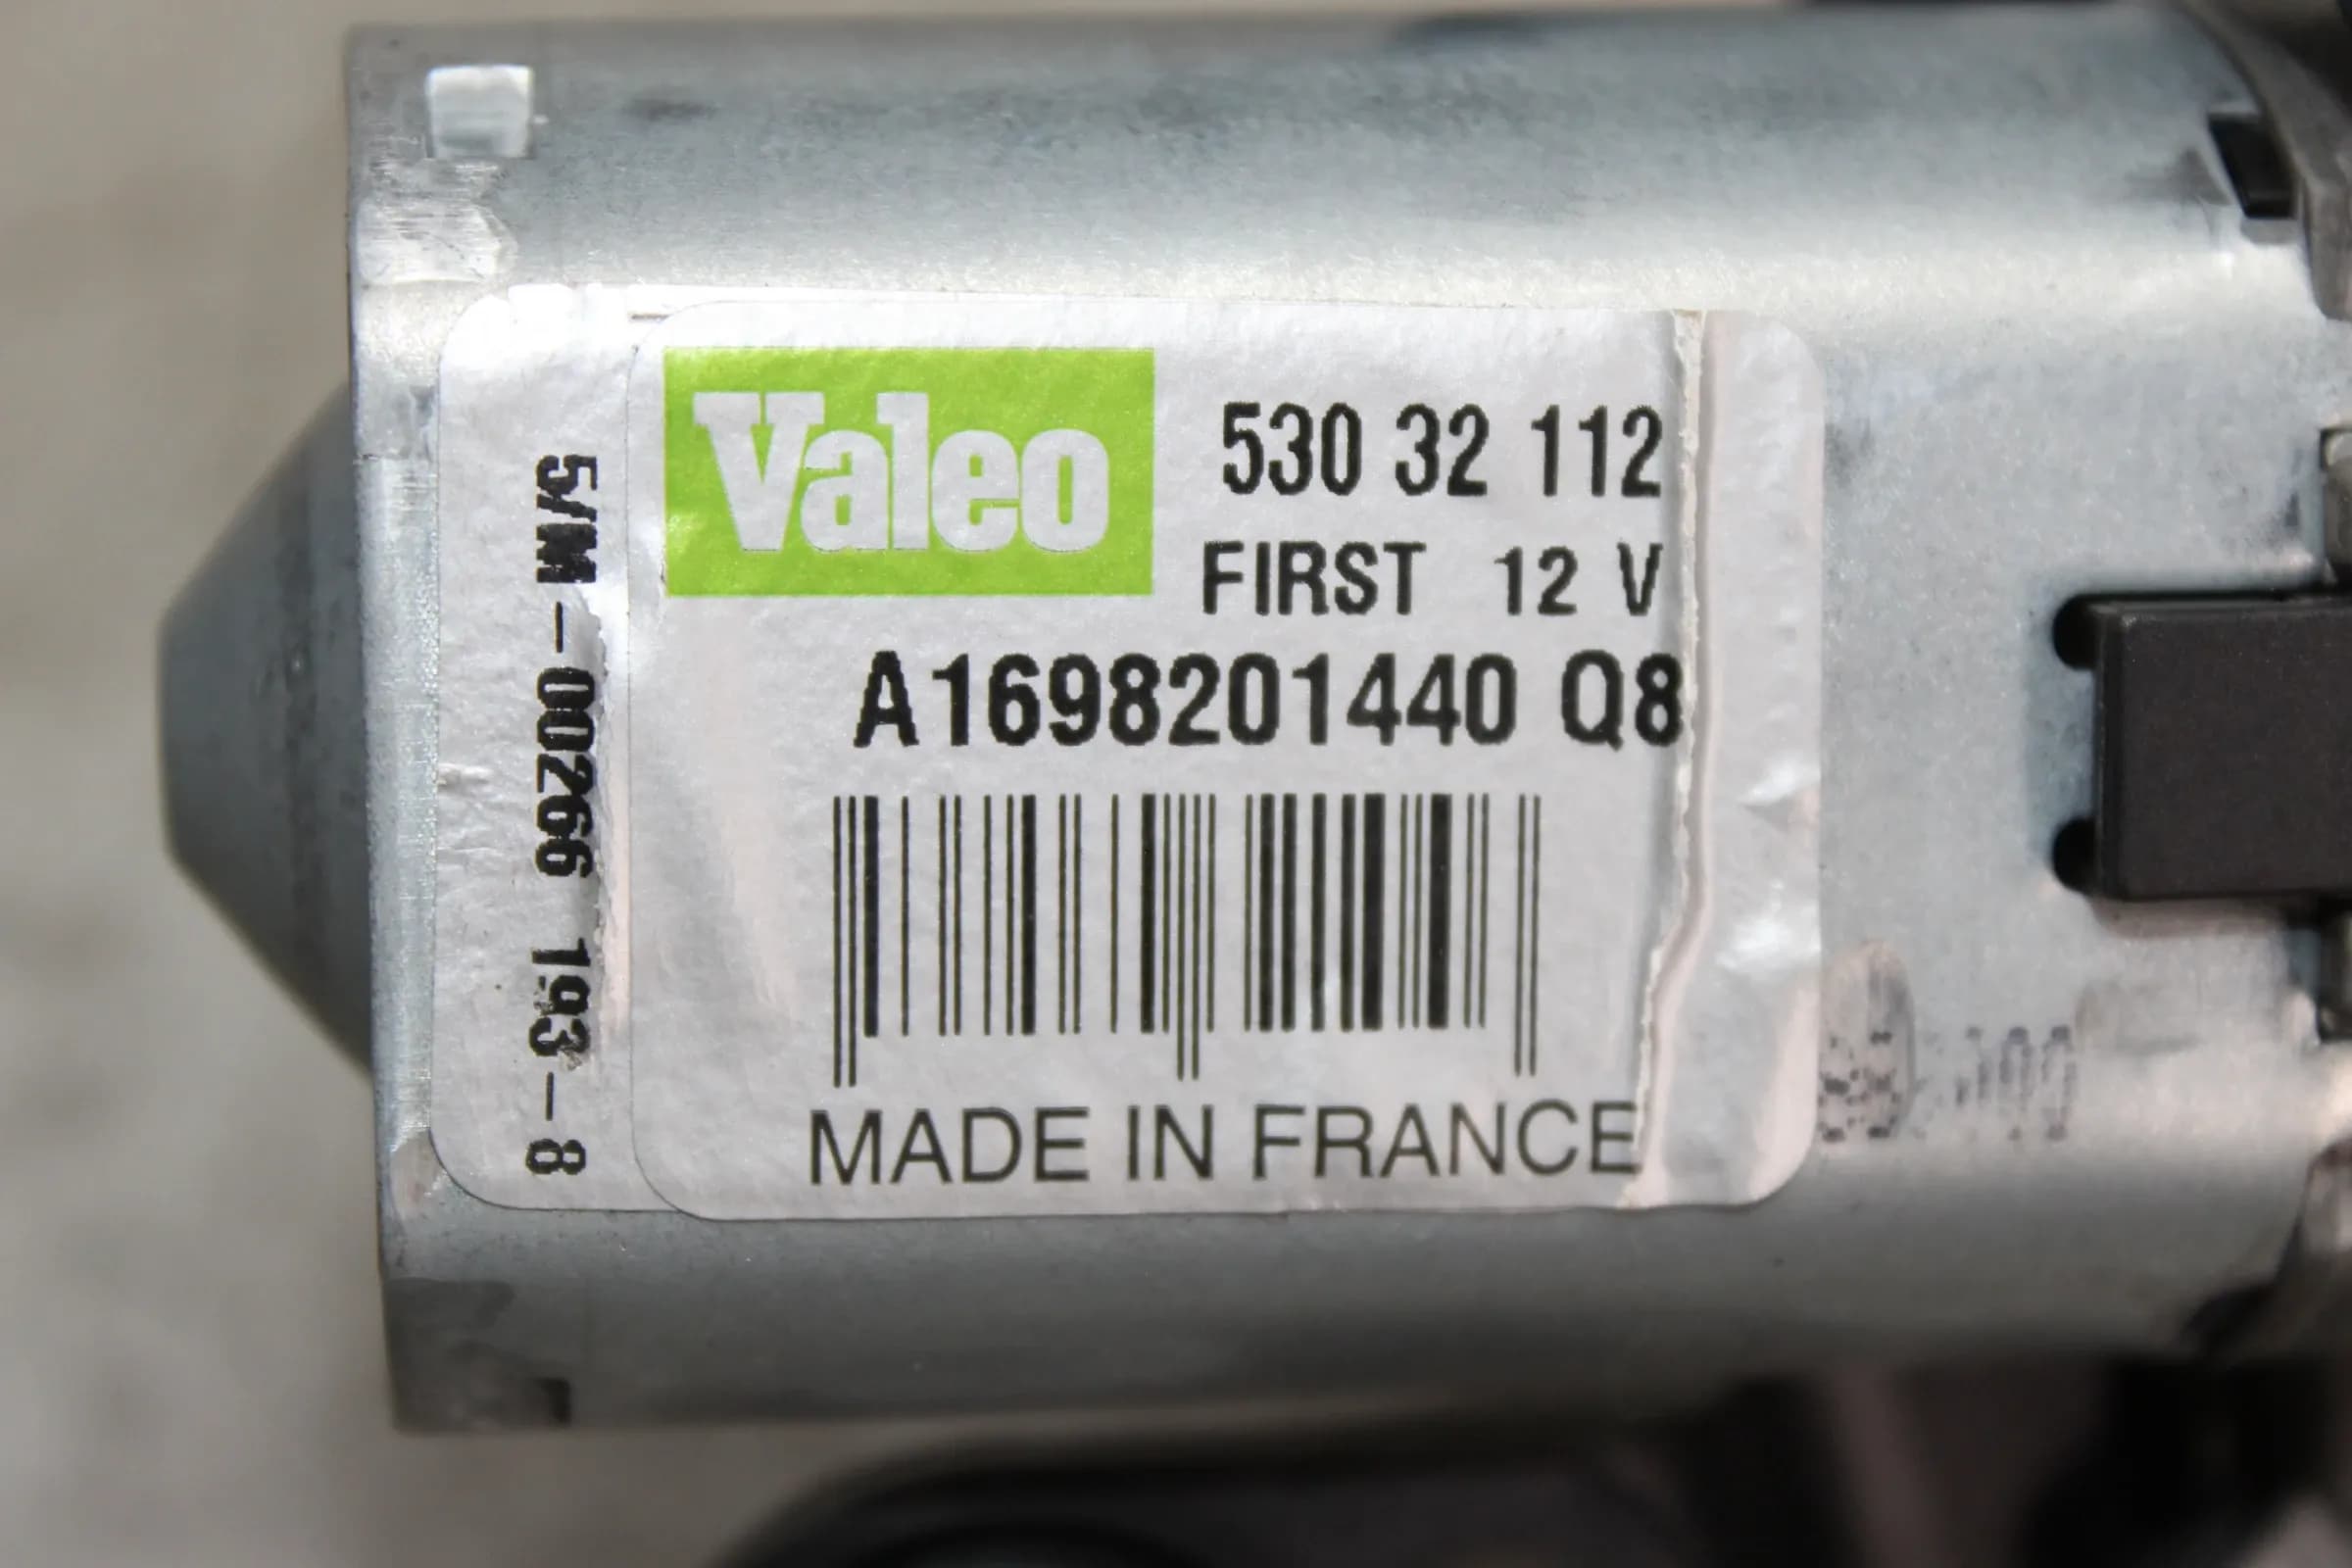 Valeo
530 32 112
FIRST 12 V
A1698201440 Q8
MADE IN FRANCE
5/M-00266 193-8